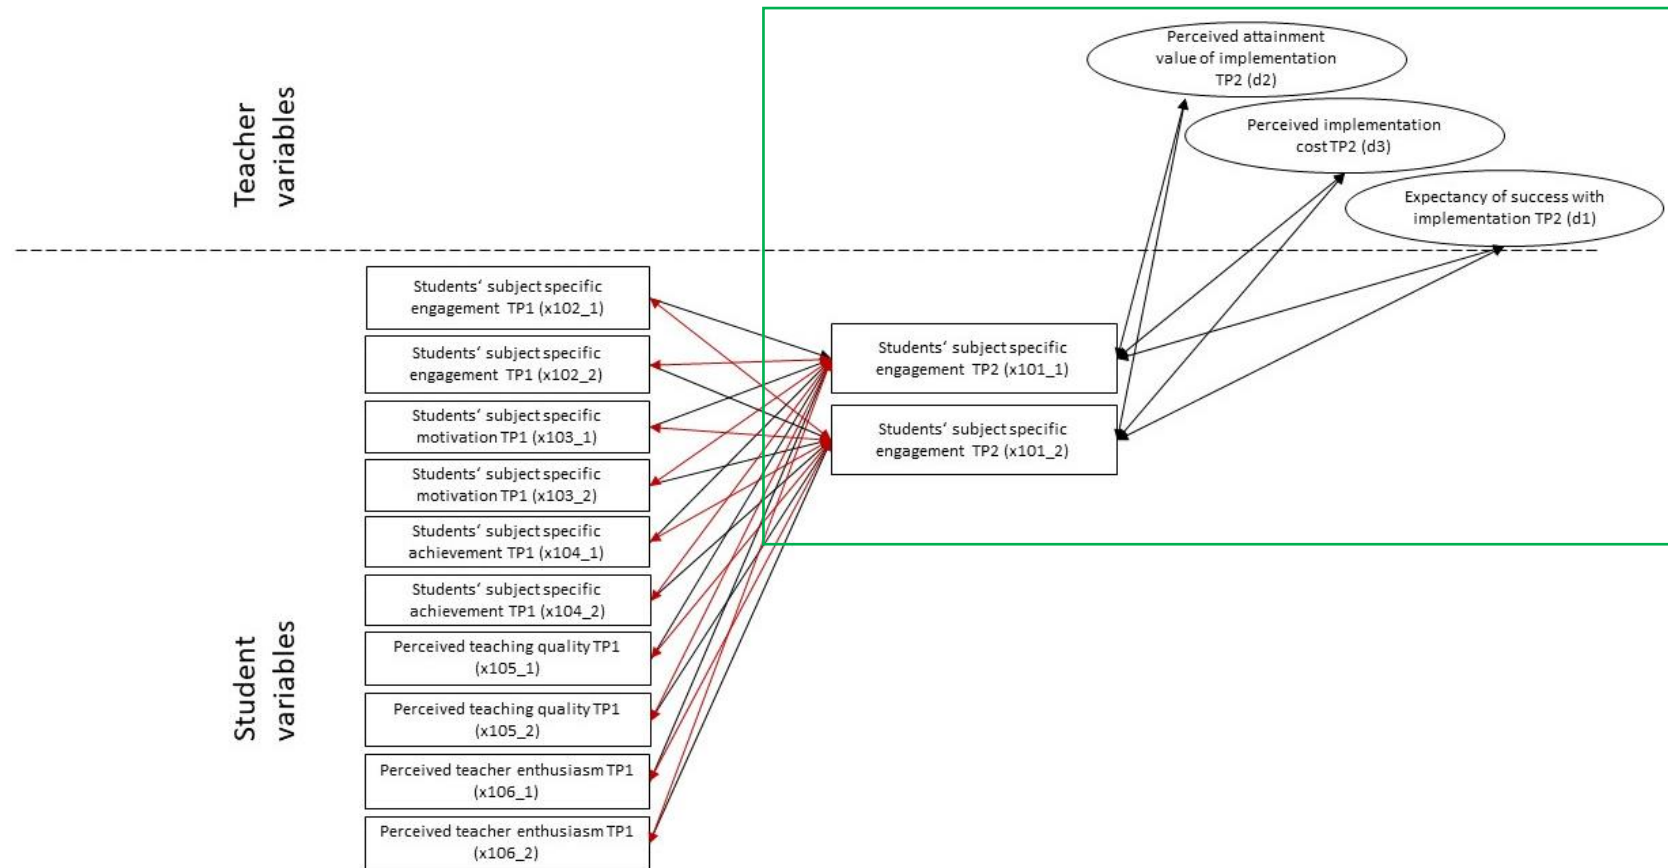 Perceived attainment
value of implementation
TP2 (d2)
Perceived implementation
cost TP2 (d3)
Expectancy of success with
implementation TP2 (d1)
Teacher
variables
Students‘ subject specific
engagement TP1 (x102_1)
Students‘ subject specific
engagement TP1 (x102_2)
Students‘ subject specific
motivation TP1 (x103_1)
Students‘ subject specific
motivation TP1 (x103_2)
Students‘ subject specific
achievement TP1 (x104_1)
Students‘ subject specific
achievement TP1 (x104_2)
Perceived teaching quality TP1
(x105_1)
Perceived teaching quality TP1
(x105_2)
Perceived teacher enthusiasm TP1
(x106_1)
Perceived teacher enthusiasm TP1
(x106_2)
Students‘ subject specific
engagement TP2 (x101_1)
Students‘ subject specific
engagement TP2 (x101_2)
Student
variables